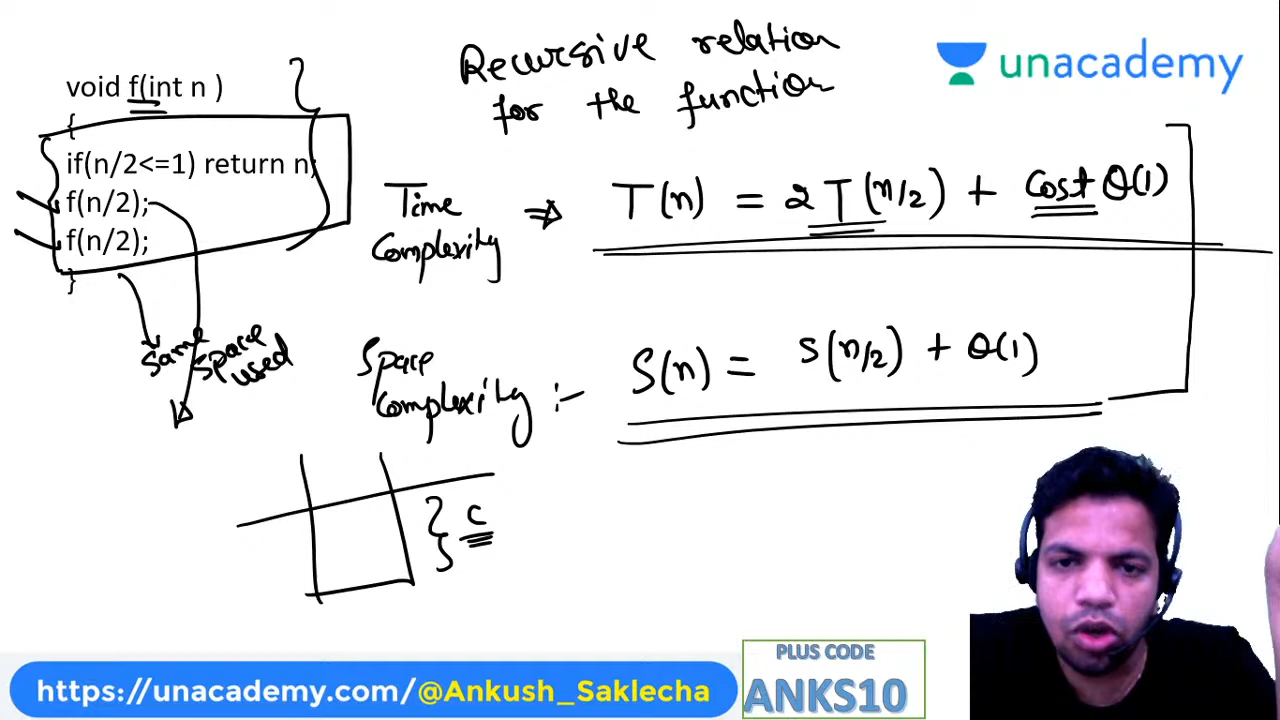 void f(int n )
{
if(n/2<=1) return n;
f(n/2);
f(n/2);
}
Recursive relation
for the function
unacademy
Time
Complexity
⇒ T(n) = 2 T(n/2) + cost θ(1)
same space used
Space
Complexity :-
S(n) = s(n/2) + θ(1)
c
https://unacademy.com/@Ankush_Saklecha
PLUS CODE
ANKS10